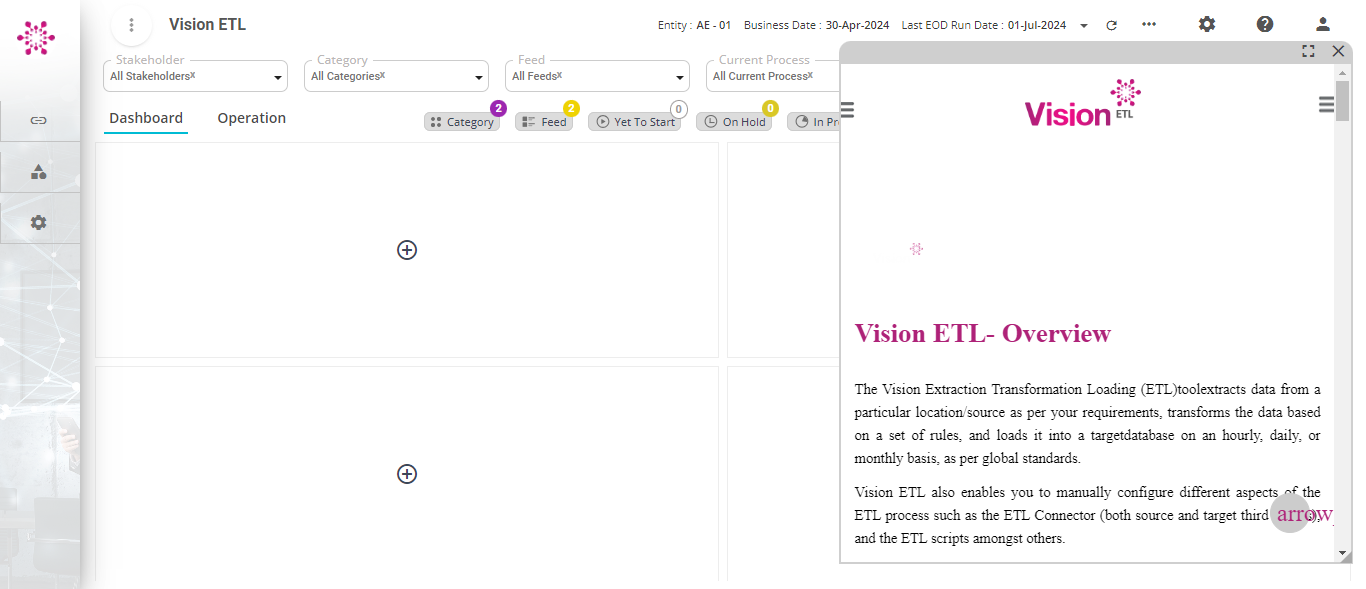 Vision ETL
Entity : AE - 01 Business Date : 30-Apr-2024 Last EOD Run Date : 01-Jul-2024
Stakeholder
All Stakeholdersx
Category
All Categoriesx
Feed
All Feedsx
Current Process
All Current Processx
Dashboard
Operation
Category 2
Feed 2
Yet To Start 0
On Hold 0
In Pr
Vision ETL
Vision ETL- Overview
The Vision Extraction Transformation Loading (ETL)toolextracts data from a
particular location/source as per your requirements, transforms the data based
on a set of rules, and loads it into a targetdatabase on an hourly, daily, or
monthly basis, as per global standards.
Vision ETL also enables you to manually configure different aspects of the
ETL process such as the ETL Connector (both source and target third
arrow
and the ETL scripts amongst others.